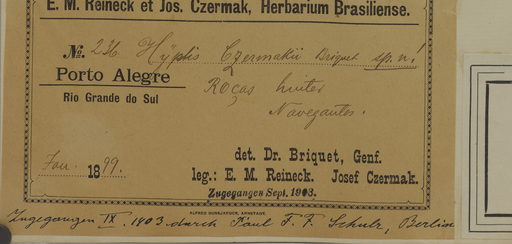 E. M. Reineck et Jos. Czermak, Herbarium Brasiliense.
No. 236 Hyptis Czermakii Briquet sp. n.!
Porto Alegre
Roças hinter
Rio Grande do Sul
Navegantes.
Jan. 1899.
det. Dr. Briquet, Genf.
leg.: E. M. Reineck. Josef Czermak.
Zugegangen Sept. 1903.
Zugegangen IX. 1903 durch Paul F. F. Schulz, Berlin